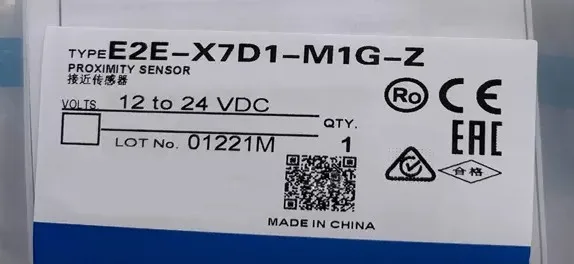 TYPE E2E-X7D1-M1G-Z
PROXIMITY SENSOR
接近传感器
VOLTS. 12 to 24 VDC
QTY.
LOT No. 01221M 1
MADE IN CHINA
Ro
CE
EAC
合格